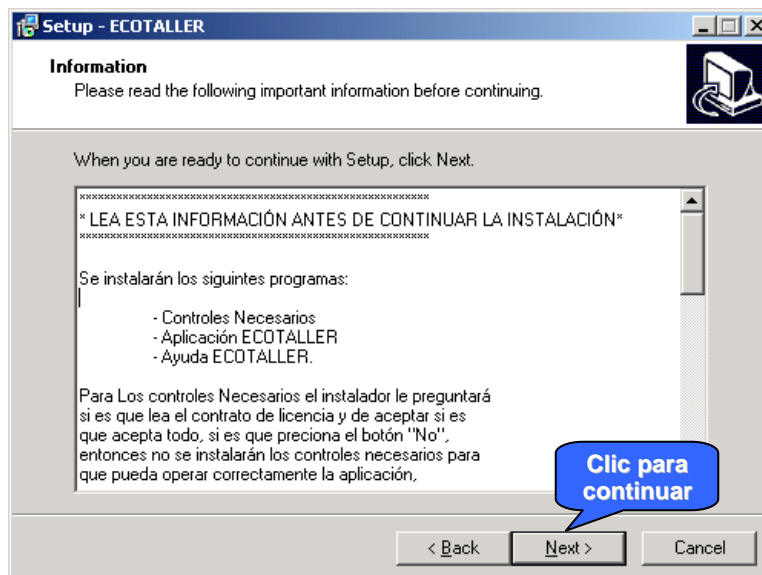 Setup - ECOTALLER
Information
Please read the following important information before continuing.
When you are ready to continue with Setup, click Next.
××××××××××××××××××××××××××××××××××××××××××××××××××××××××
* LEA ESTA INFORMACIÓN ANTES DE CONTINUAR LA INSTALACIÓN*
××××××××××××××××××××××××××××××××××××××××××××××××××××××××
Se instalarán los siguintes programas:
- Controles Necesarios
- Aplicación ECOTALLER
- Ayuda ECOTALLER.
Para Los controles Necesarios el instalador le preguntará
si es que lea el contrato de licencia y de aceptar si es
que acepta todo, si es que preciona el botón "No",
entonces no se instalarán los controles necesarios para
que pueda operar correctamente la aplicación,
Clic para
continuar
< Back
Next >
Cancel